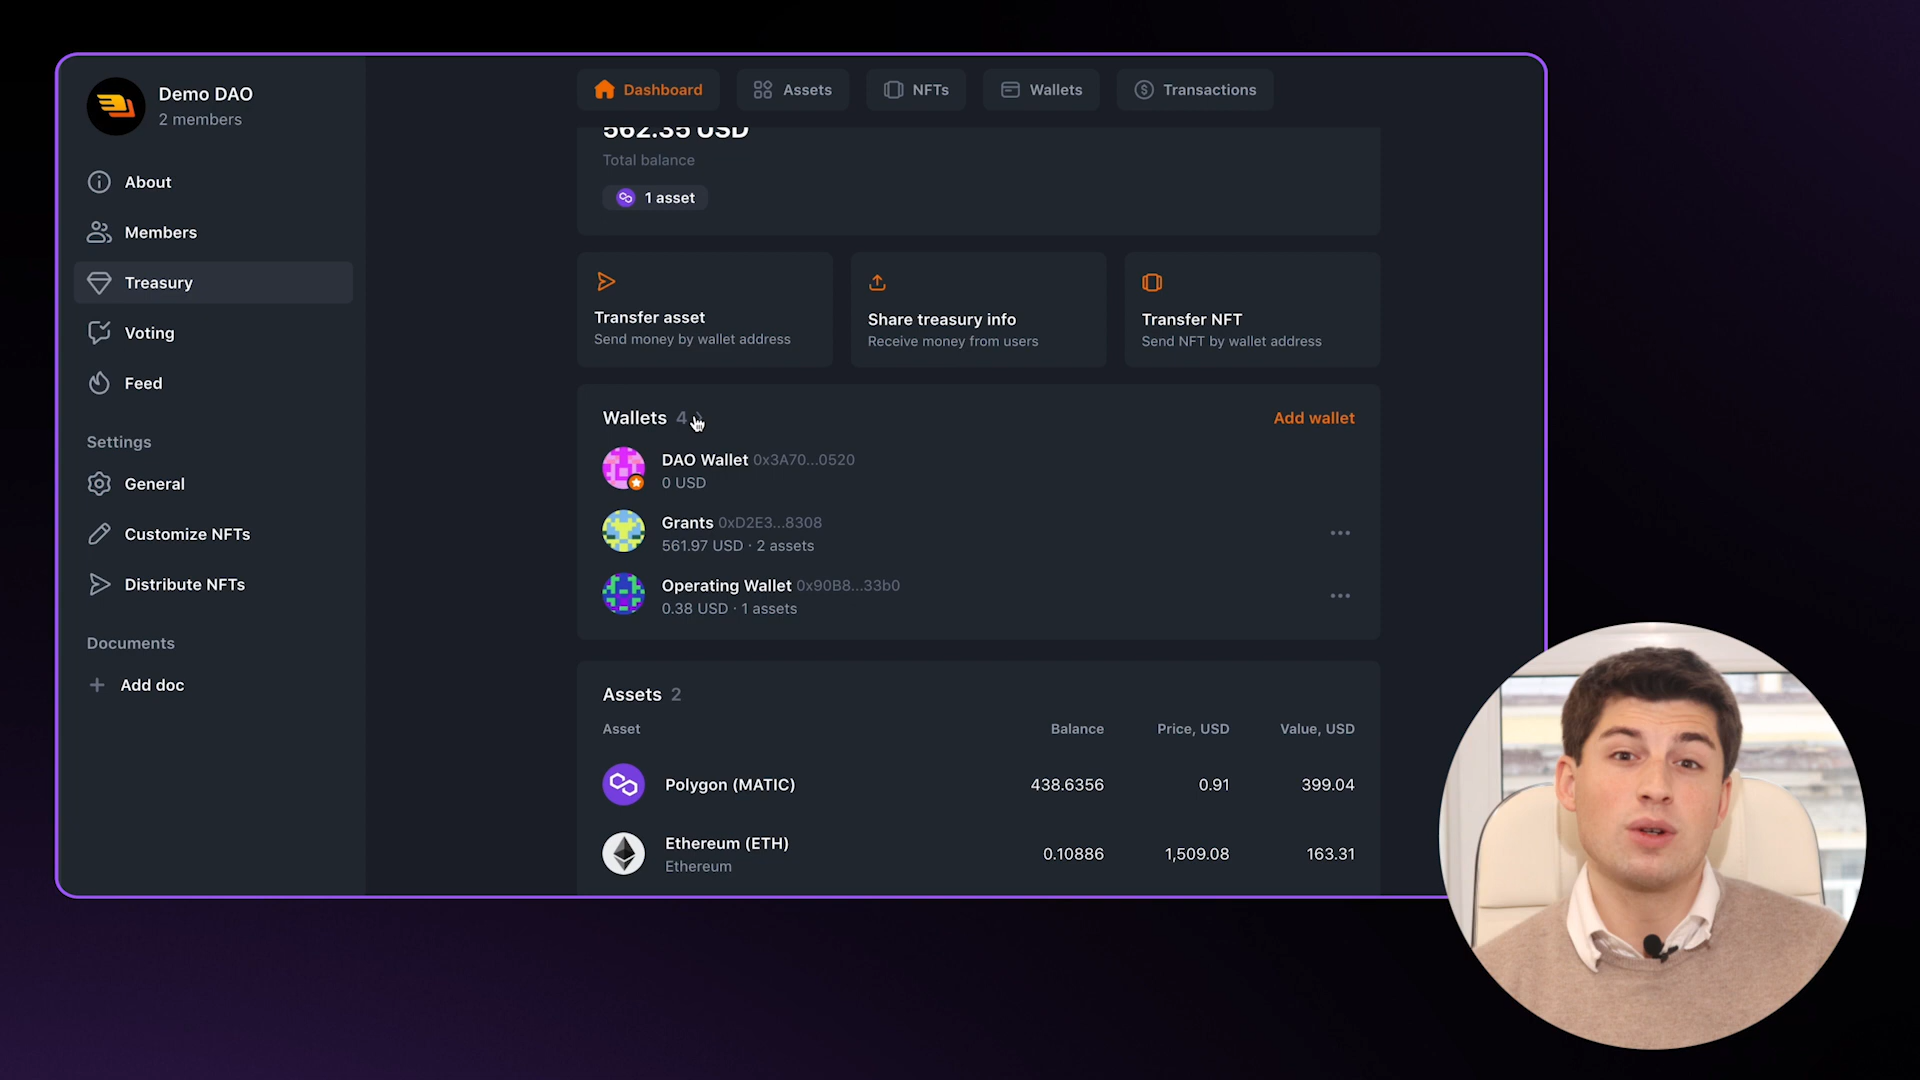 Demo DAO
2 members
About
Members
Treasury
Voting
Feed
Settings
General
Customize NFTs
Distribute NFTs
Documents
Add doc
Dashboard
Assets
NFTs
Wallets
Transactions
562.35 USD
Total balance
1 asset
Transfer asset
Send money by wallet address
Share treasury info
Receive money from users
Transfer NFT
Send NFT by wallet address
Wallets 4
Add wallet
DAO Wallet 0x3A70...0520
0 USD
Grants 0xD2E3...8308
561.97 USD · 2 assets
Operating Wallet 0x90B8...33b0
0.38 USD · 1 assets
Assets 2
Asset Balance Price, USD Value, USD
Polygon (MATIC) 438.6356 0.91 399.04
Ethereum (ETH) 0.10886 1,509.08 163.31
Ethereum